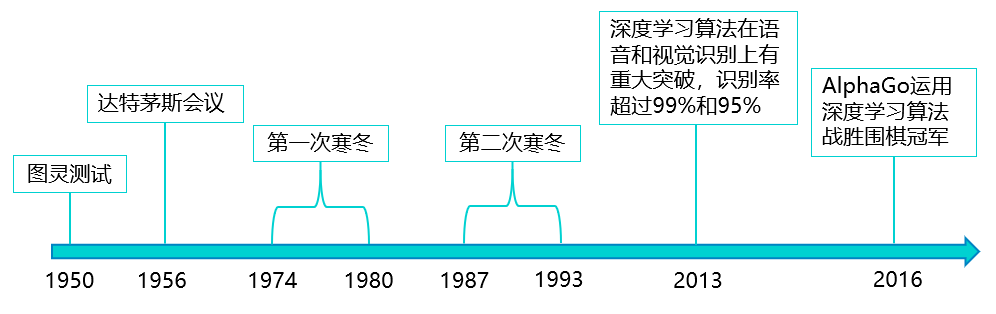 深度学习算法在语
音和视觉识别上有
重大突破，识别率
超过99%和95%
AlphaGo运用
深度学习算法
战胜围棋冠军
达特茅斯会议
第一次寒冬
第二次寒冬
图灵测试
1950
1956
1974
1980
1987
1993
2013
2016